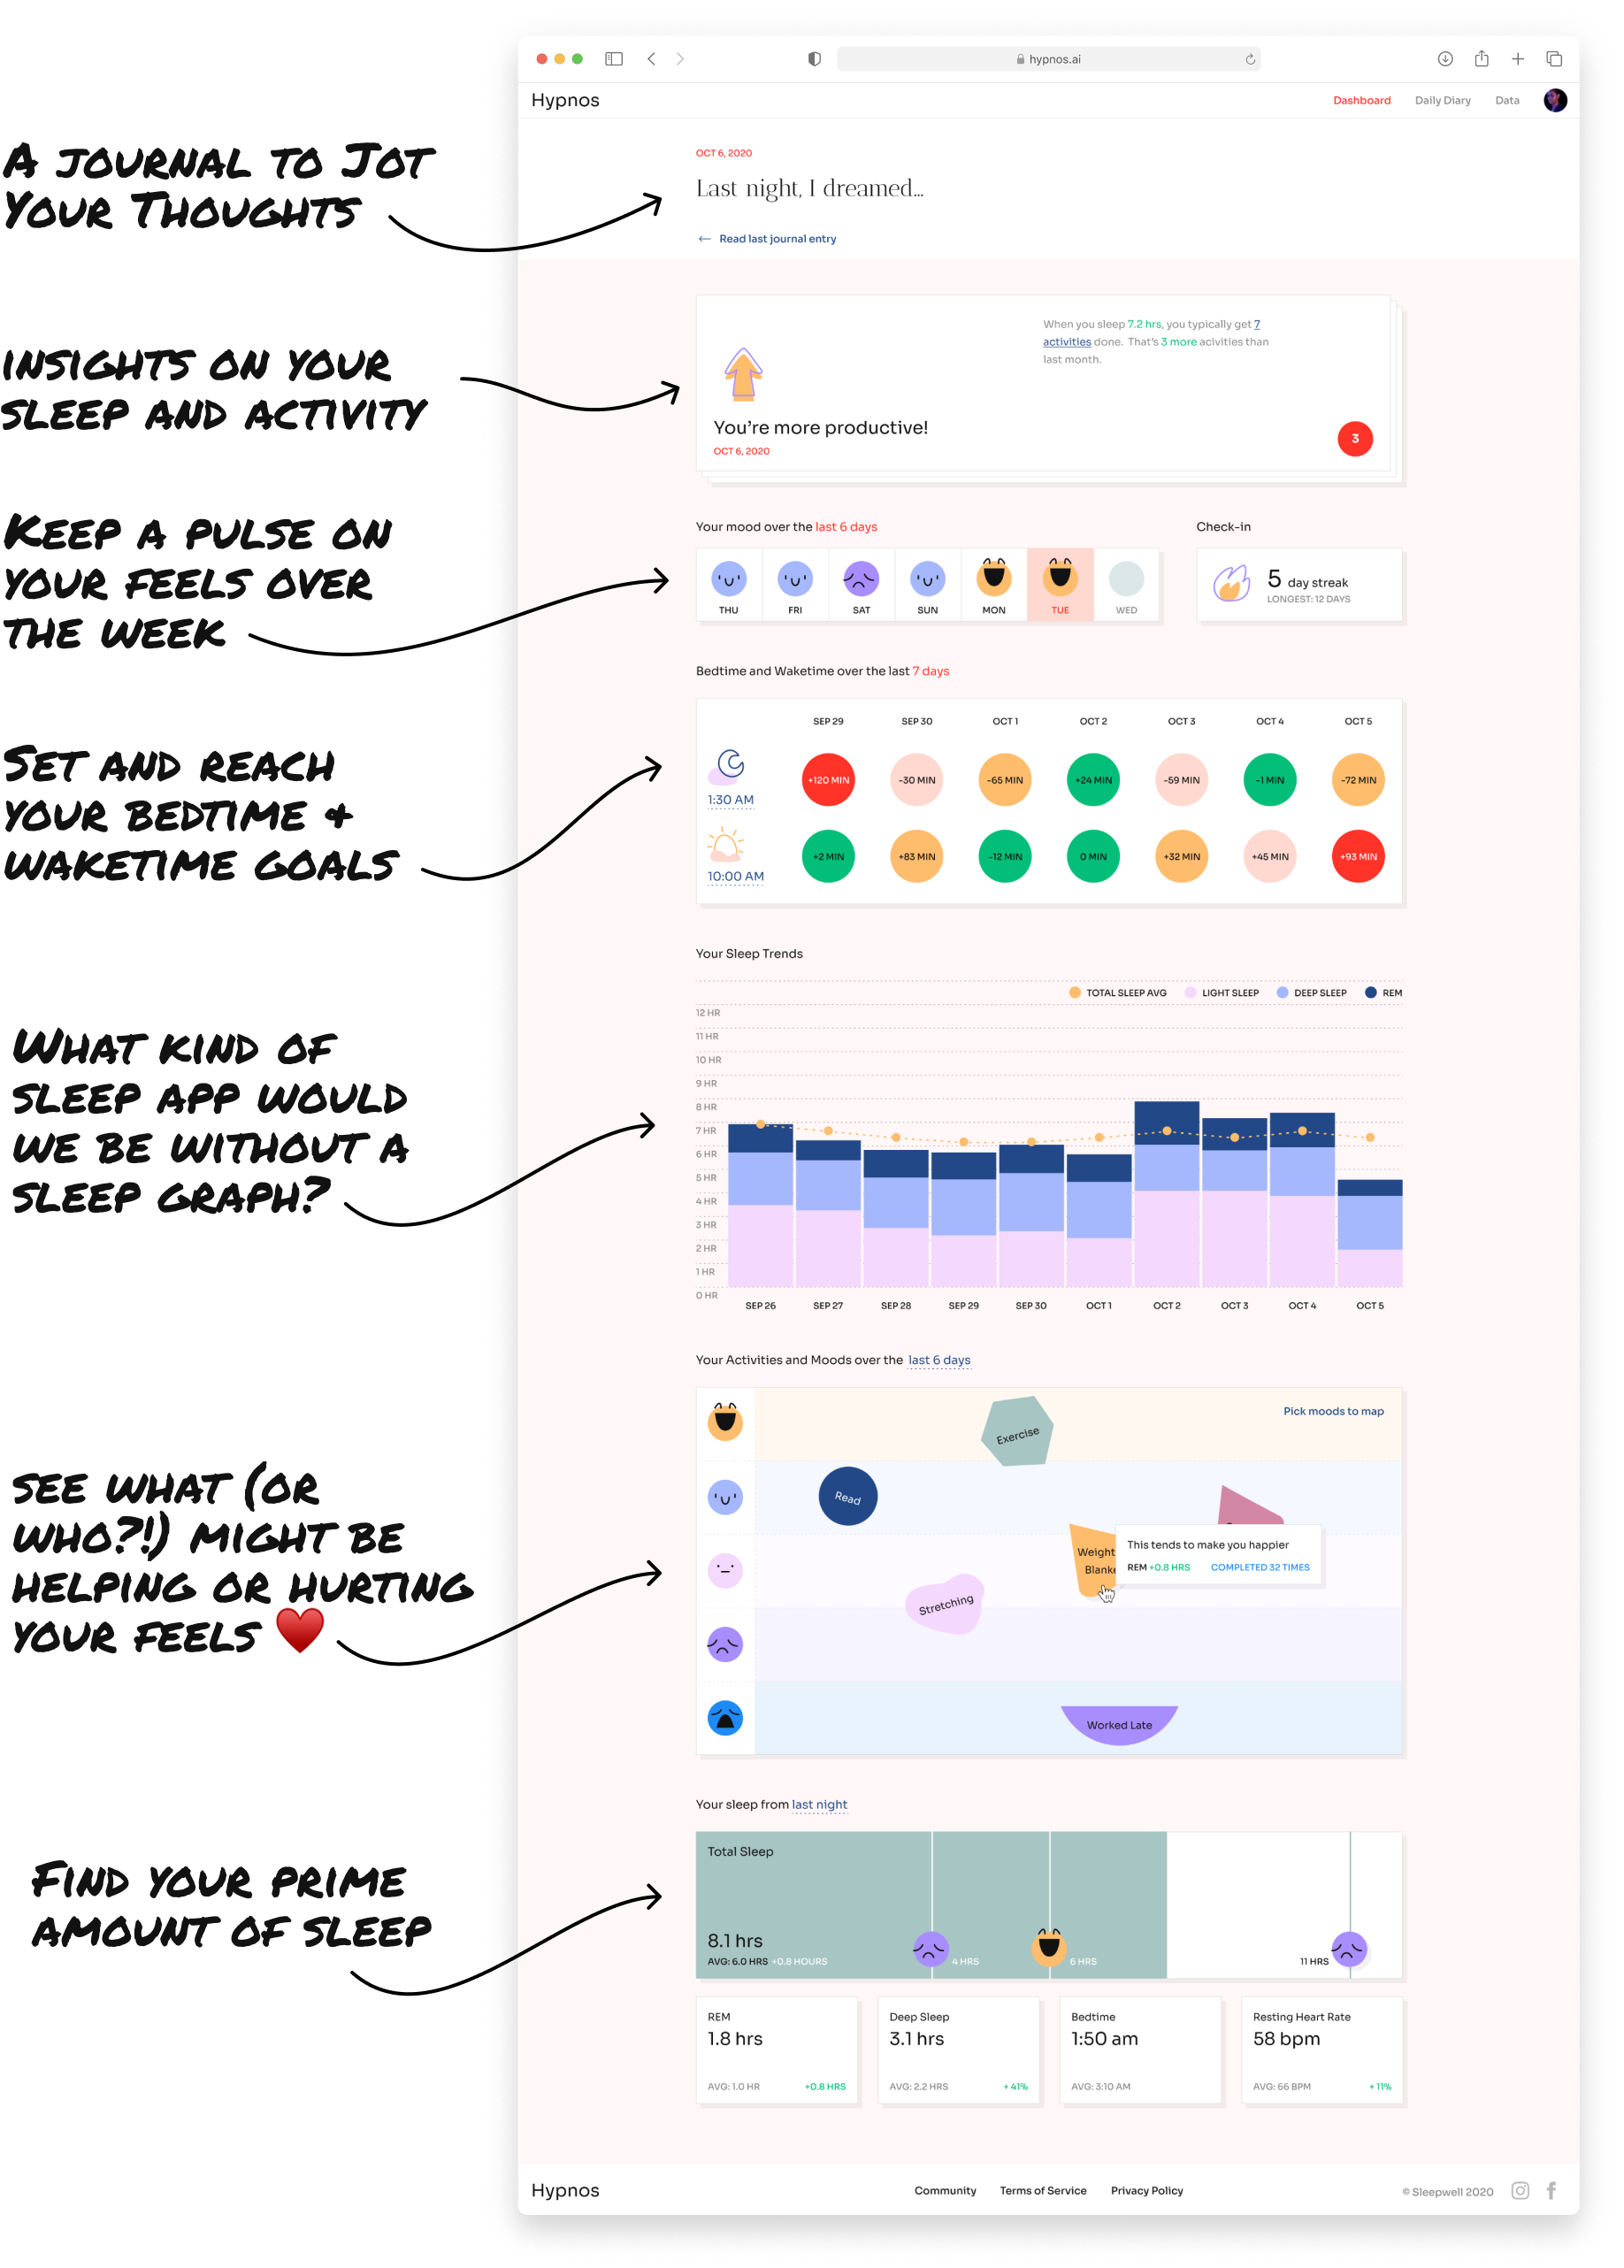 hypnos.ai
Hypnos
Dashboard Daily Diary Data
A JOURNAL TO JOT
YOUR THOUGHTS
OCT 6, 2020
Last night, I dreamed...
← Read last journal entry
INSIGHTS ON YOUR
SLEEP AND ACTIVITY
When you sleep 7.2 hrs, you typically get 7
activities done. That's 3 more acivities than
last month.
You're more productive!
OCT 6, 2020
3
KEEP A PULSE ON
YOUR FEELS OVER
THE WEEK
Your mood over the last 6 days
THU FRI SAT SUN MON TUE WED
Check-in
5 day streak
LONGEST: 12 DAYS
SET AND REACH
YOUR BEDTIME &
WAKETIME GOALS
Bedtime and Waketime over the last 7 days
SEP 29 SEP 30 OCT 1 OCT 2 OCT 3 OCT 4 OCT 5
1:30 AM
+120 MIN -30 MIN -65 MIN +24 MIN -59 MIN -1 MIN -72 MIN
10:00 AM
+2 MIN +83 MIN -12 MIN 0 MIN +32 MIN +45 MIN +93 MIN
WHAT KIND OF
SLEEP APP WOULD
WE BE WITHOUT A
SLEEP GRAPH?
Your Sleep Trends
TOTAL SLEEP AVG LIGHT SLEEP DEEP SLEEP REM
12 HR
11 HR
10 HR
9 HR
8 HR
7 HR
6 HR
5 HR
4 HR
3 HR
2 HR
1 HR
0 HR
SEP 26 SEP 27 SEP 28 SEP 29 SEP 30 OCT 1 OCT 2 OCT 3 OCT 4 OCT 5
SEE WHAT (OR
WHO?!) MIGHT BE
HELPING OR HURTING
YOUR FEELS ♥
Your Activities and Moods over the last 6 days
Pick moods to map
Exercise
Read
Weight
Blanke
This tends to make you happier
REM +0.8 HRS COMPLETED 32 TIMES
Stretching
Worked Late
FIND YOUR PRIME
AMOUNT OF SLEEP
Your sleep from last night
Total Sleep
8.1 hrs
AVG: 6.0 HRS +0.8 HOURS
4 HRS
6 HRS
11 HRS
REM
1.8 hrs
AVG: 1.0 HR +0.8 HRS
Deep Sleep
3.1 hrs
AVG: 2.2 HRS + 41%
Bedtime
1:50 am
AVG: 3:10 AM
Resting Heart Rate
58 bpm
AVG: 66 BPM + 11%
Hypnos
Community Terms of Service Privacy Policy
© Sleepwell 2020